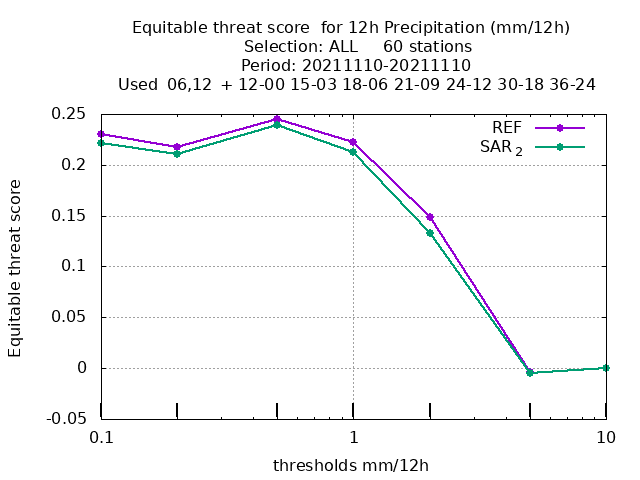 Equitable threat score  for 12h Precipitation (mm/12h)
Selection: ALL     60 stations
Period: 20211110-20211110
Used  06,12  + 12-00 15-03 18-06 21-09 24-12 30-18 36-24
REF
SAR 2
0.25
0.2
0.15
0.1
0.05
0
-0.05
Equitable threat score
0.1
1
10
thresholds mm/12h